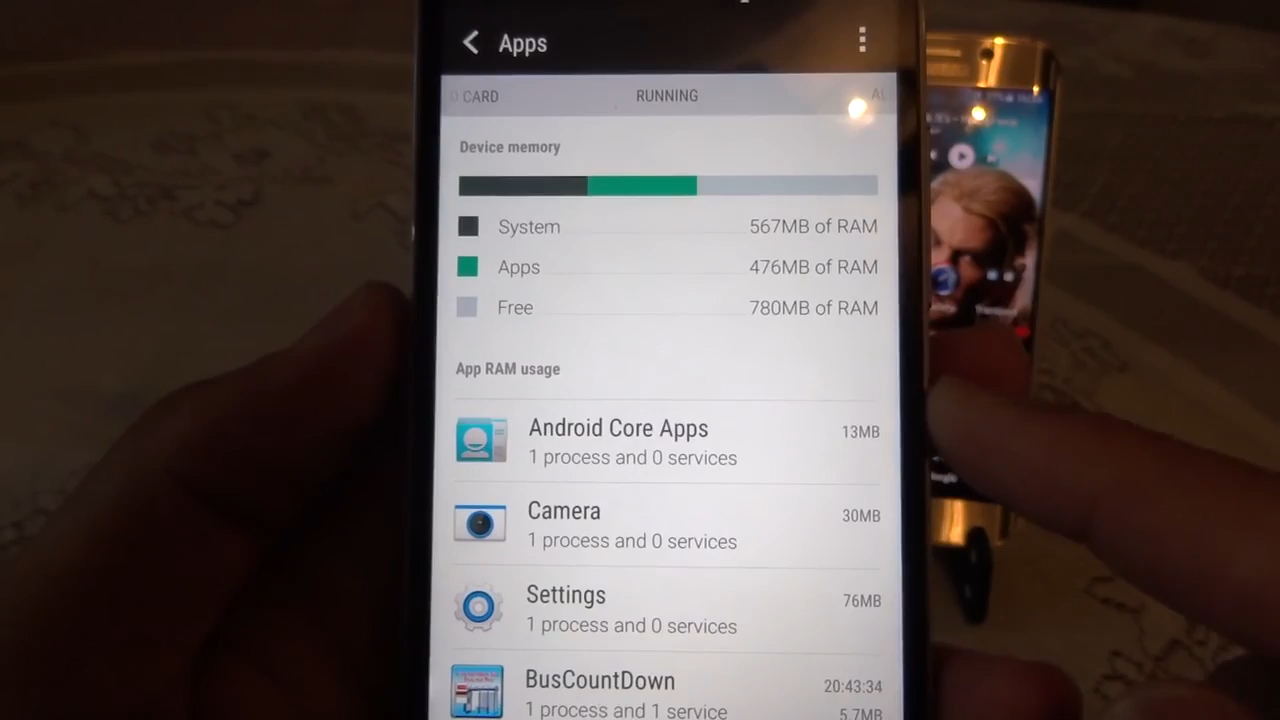 Apps
CARD
RUNNING
Device memory
System 567MB of RAM
Apps 476MB of RAM
Free 780MB of RAM
App RAM usage
Android Core Apps 13MB
1 process and 0 services
Camera 30MB
1 process and 0 services
Settings 76MB
1 process and 0 services
BusCountDown 20:43:34
1 process and 1 service 5.7MB